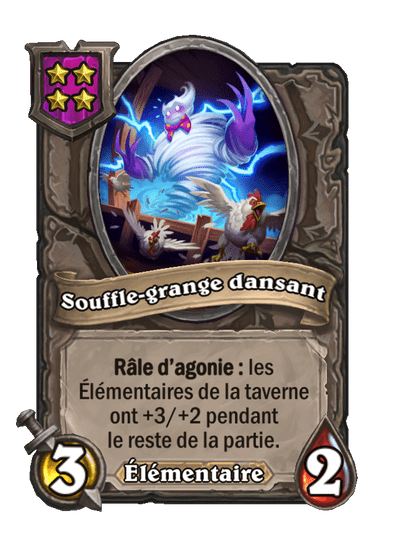 Souffle-grange dansant
Râle d’agonie : les
Élémentaires de la taverne
ont +3/+2 pendant
le reste de la partie.
3
Élémentaire
2